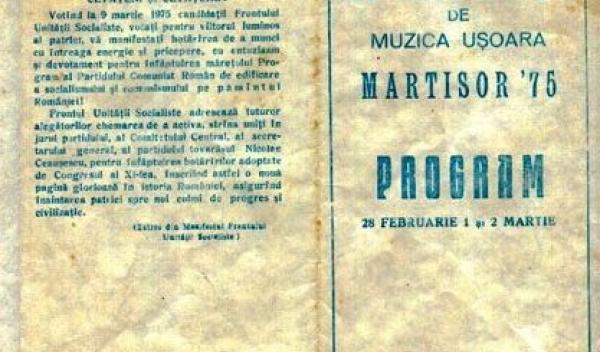 Votînd la 9 martie 1975 candidații Frontului
Unității Socialiste, votați pentru viitorul luminos
al patriei, vă manifestați hotărîrea de a munci
cu întreaga energie și pricepere, cu entuziasm
și devotament pentru înfăptuirea mărețului Pro-
gram al Partidului Comunist Român de edificare
a socialismului și comunismului pe pămîntul
României!
Frontul Unității Socialiste adresează tuturor
alegătorilor chemarea de a activa, strîns uniți în
jurul partidului, al Comitetului Central, al secre-
tarului general, al partidului tovarășul Nicolae
Ceaușescu, pentru înfăptuirea hotărîrilor adoptate
de Congresul al XI-lea, înscriind astfel o nouă
pagină glorioasă în istoria României, asigurînd
înaintarea patriei spre noi culmi de progres și
civilizație.
(Extras din Manifestul Frontului
Unității Socialiste)
DE
MUZICA UȘOARA
MARTISOR '75
PROGRAM
28 FEBRUARIE 1 și 2 MARTIE